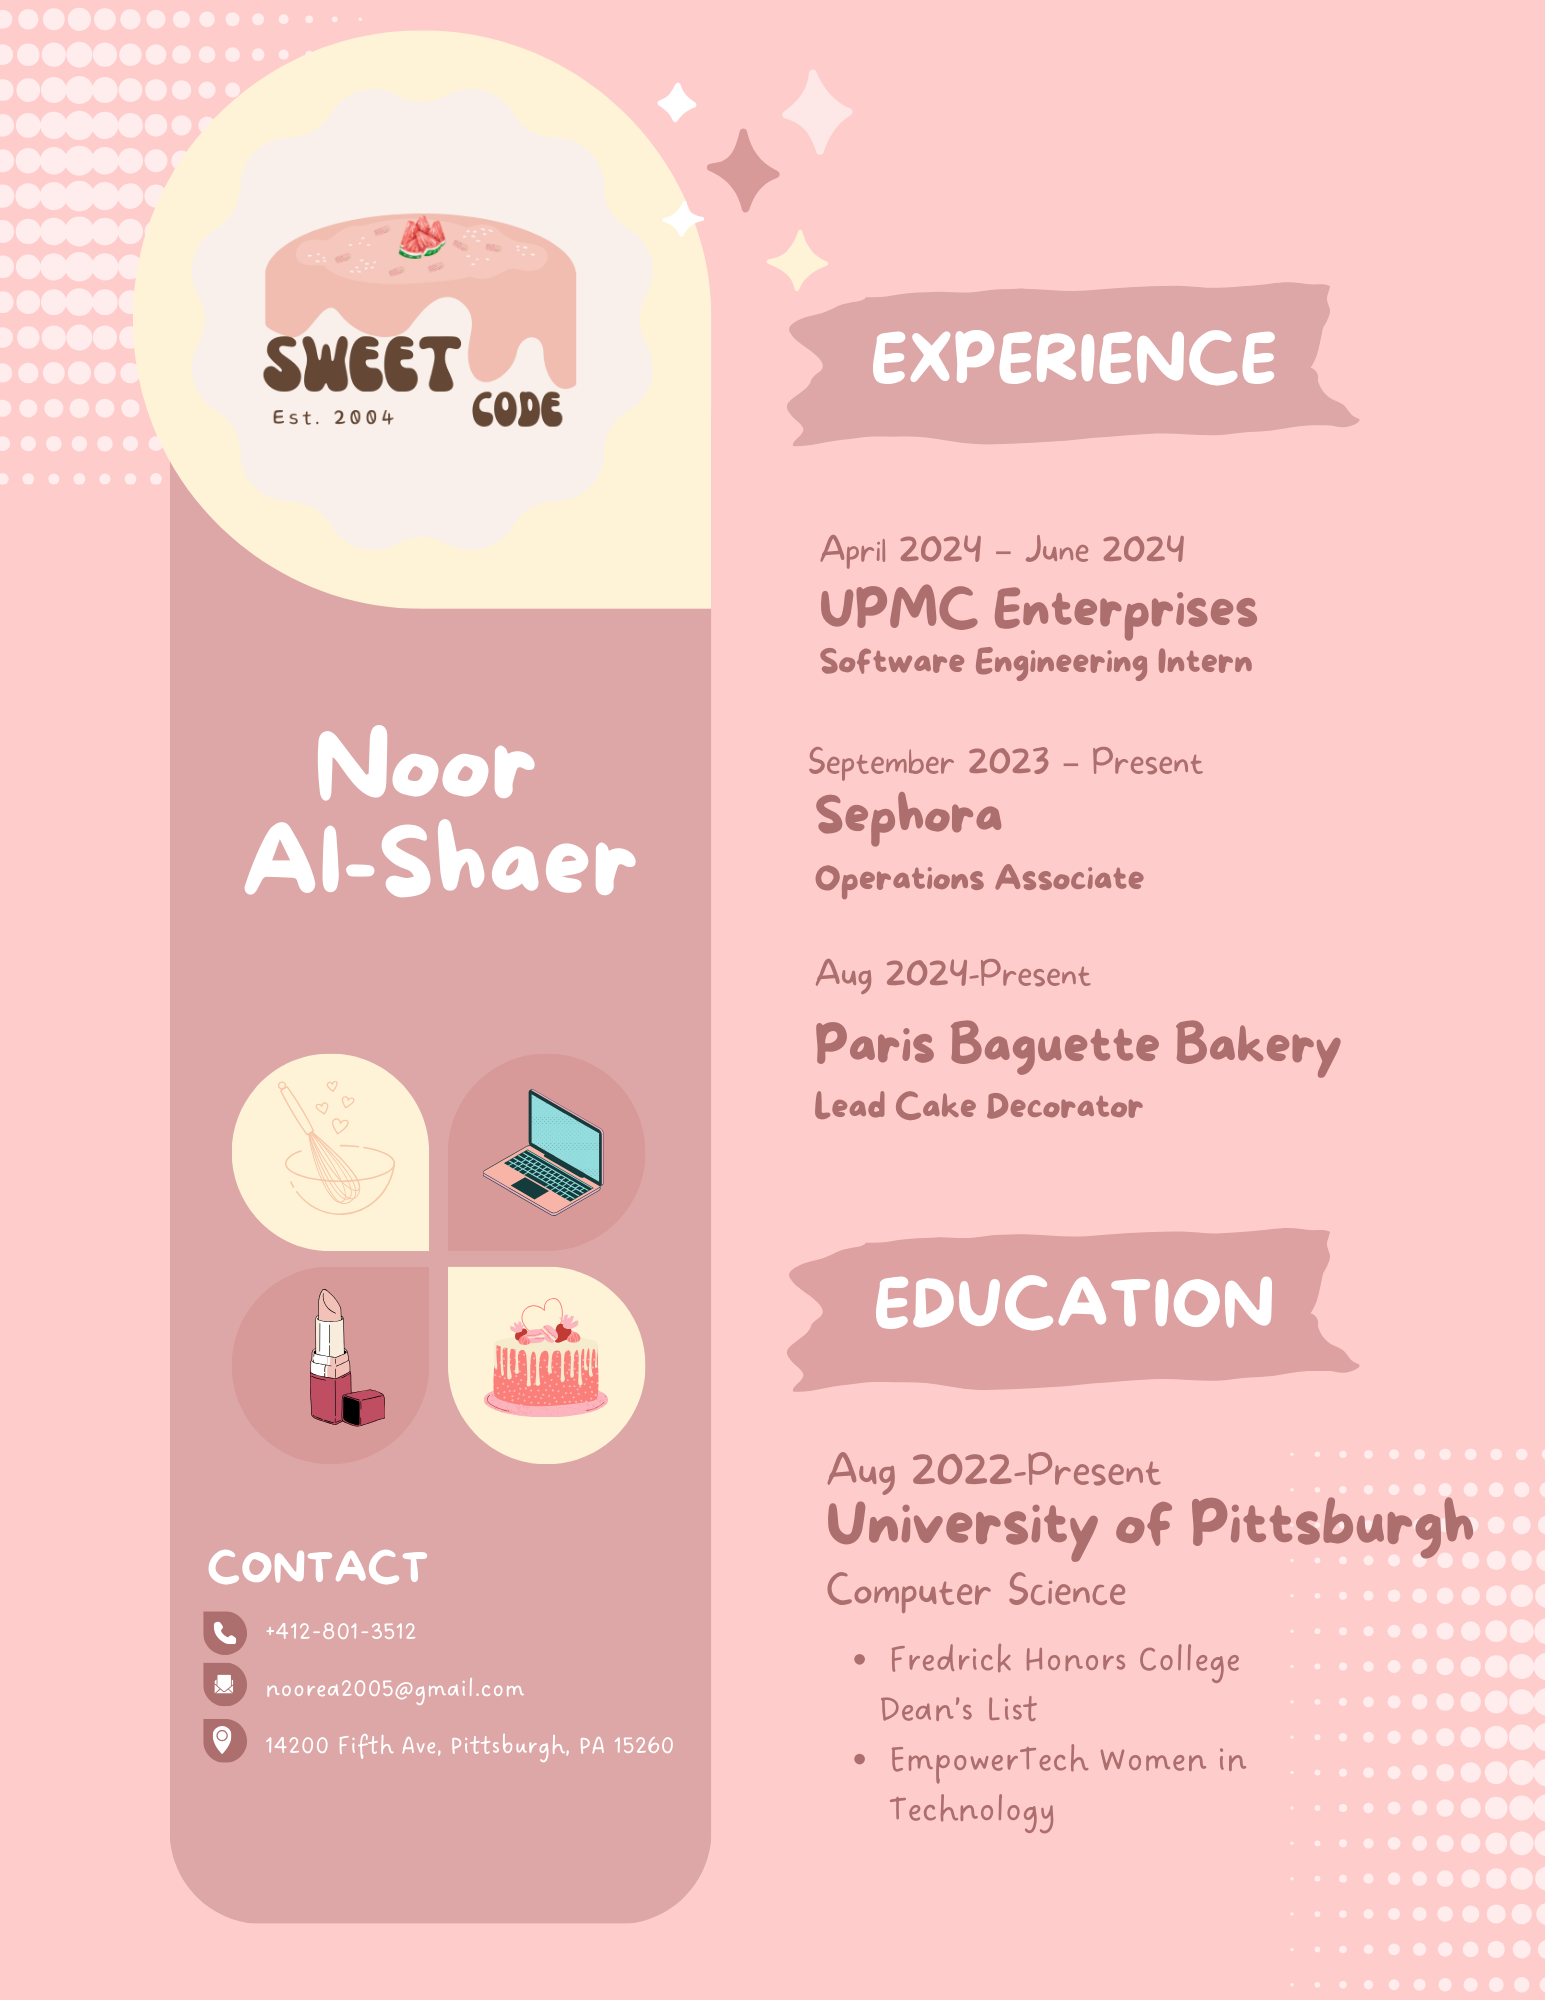 SWEET
CODE
Est. 2004
Noor
Al-Shaer
CONTACT
+412-801-3512
noorea2005@gmail.com
14200 Fifth Ave, Pittsburgh, PA 15260
EXPERIENCE
April 2024 – June 2024
UPMC Enterprises
Software Engineering Intern
September 2023 – Present
Sephora
Operations Associate
Aug 2024-Present
Paris Baguette Bakery
Lead Cake Decorator
EDUCATION
Aug 2022-Present
University of Pittsburgh
Computer Science
• Fredrick Honors College
Dean's List
• EmpowerTech Women in
Technology